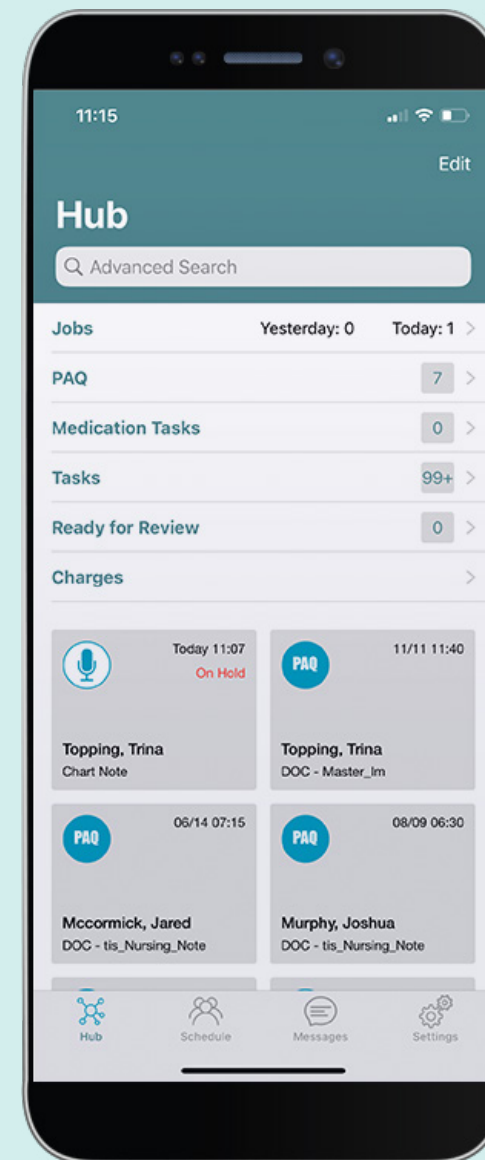 11:15
Edit
Hub
Advanced Search
Jobs Yesterday: 0 Today: 1
PAQ 7
Medication Tasks 0
Tasks 99+
Ready for Review 0
Charges
Today 11:07
On Hold
Topping, Trina
Chart Note
PAQ 11/11 11:40
Topping, Trina
DOC - Master_Im
PAQ 06/14 07:15
Mccormick, Jared
DOC - tis_Nursing_Note
PAQ 08/09 06:30
Murphy, Joshua
DOC - tis_Nursing_Note
Hub Schedule Messages Settings